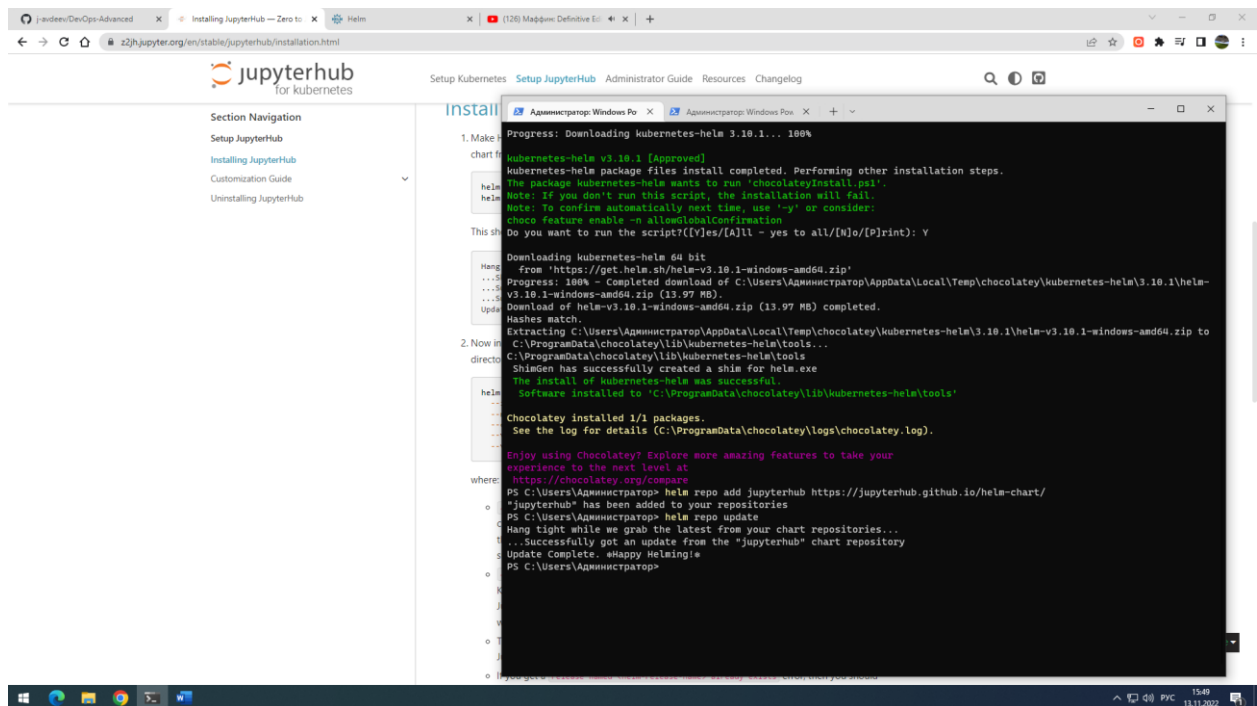 j-avdeev/DevOps-Advanced
Installing JupyterHub — Zero to
Helm
(126) Маффин: Definitive Edi
z2jh.jupyter.org/en/stable/jupyterhub/installation.html
jupyterhub
for kubernetes
Setup Kubernetes Setup JupyterHub Administrator Guide Resources Changelog
Section Navigation
Setup JupyterHub
Installing JupyterHub
Customization Guide
Uninstalling JupyterHub
Install
1. Make
chart
helm
helm
This
Hang
Upda
2. Now in
directo
helm
where:
Администратор: Windows Po
Администратор: Windows Pow
Progress: Downloading kubernetes-helm 3.10.1... 100%
kubernetes-helm v3.10.1 [Approved]
kubernetes-helm package files install completed. Performing other installation steps.
The package kubernetes-helm wants to run 'chocolateyInstall.ps1'.
Note: If you don't run this script, the installation will fail.
Note: To confirm automatically next time, use '-y' or consider:
choco feature enable -n allowGlobalConfirmation
Do you want to run the script?([Y]es/[A]ll - yes to all/[N]o/[P]rint): Y
Downloading kubernetes-helm 64 bit
from 'https://get.helm.sh/helm-v3.10.1-windows-amd64.zip'
Progress: 100% - Completed download of C:\Users\Администратор\AppData\Local\Temp\chocolatey\kubernetes-helm\3.10.1\helm-
v3.10.1-windows-amd64.zip (13.97 MB).
Download of helm-v3.10.1-windows-amd64.zip (13.97 MB) completed.
Hashes match.
Extracting C:\Users\Администратор\AppData\Local\Temp\chocolatey\kubernetes-helm\3.10.1\helm-v3.10.1-windows-amd64.zip to
C:\ProgramData\chocolatey\lib\kubernetes-helm\tools...
C:\ProgramData\chocolatey\lib\kubernetes-helm\tools
ShimGen has successfully created a shim for helm.exe
The install of kubernetes-helm was successful.
Software installed to 'C:\ProgramData\chocolatey\lib\kubernetes-helm\tools'
Chocolatey installed 1/1 packages.
See the log for details (C:\ProgramData\chocolatey\logs\chocolatey.log).
Enjoy using Chocolatey? Explore more amazing features to take your
experience to the next level at
https://chocolatey.org/compare
PS C:\Users\Администратор> helm repo add jupyterhub https://jupyterhub.github.io/helm-chart/
"jupyterhub" has been added to your repositories
PS C:\Users\Администратор> helm repo update
Hang tight while we grab the latest from your chart repositories...
...Successfully got an update from the "jupyterhub" chart repository
Update Complete. ⎈Happy Helming!⎈
PS C:\Users\Администратор>
РУС
15:49
13.11.2022